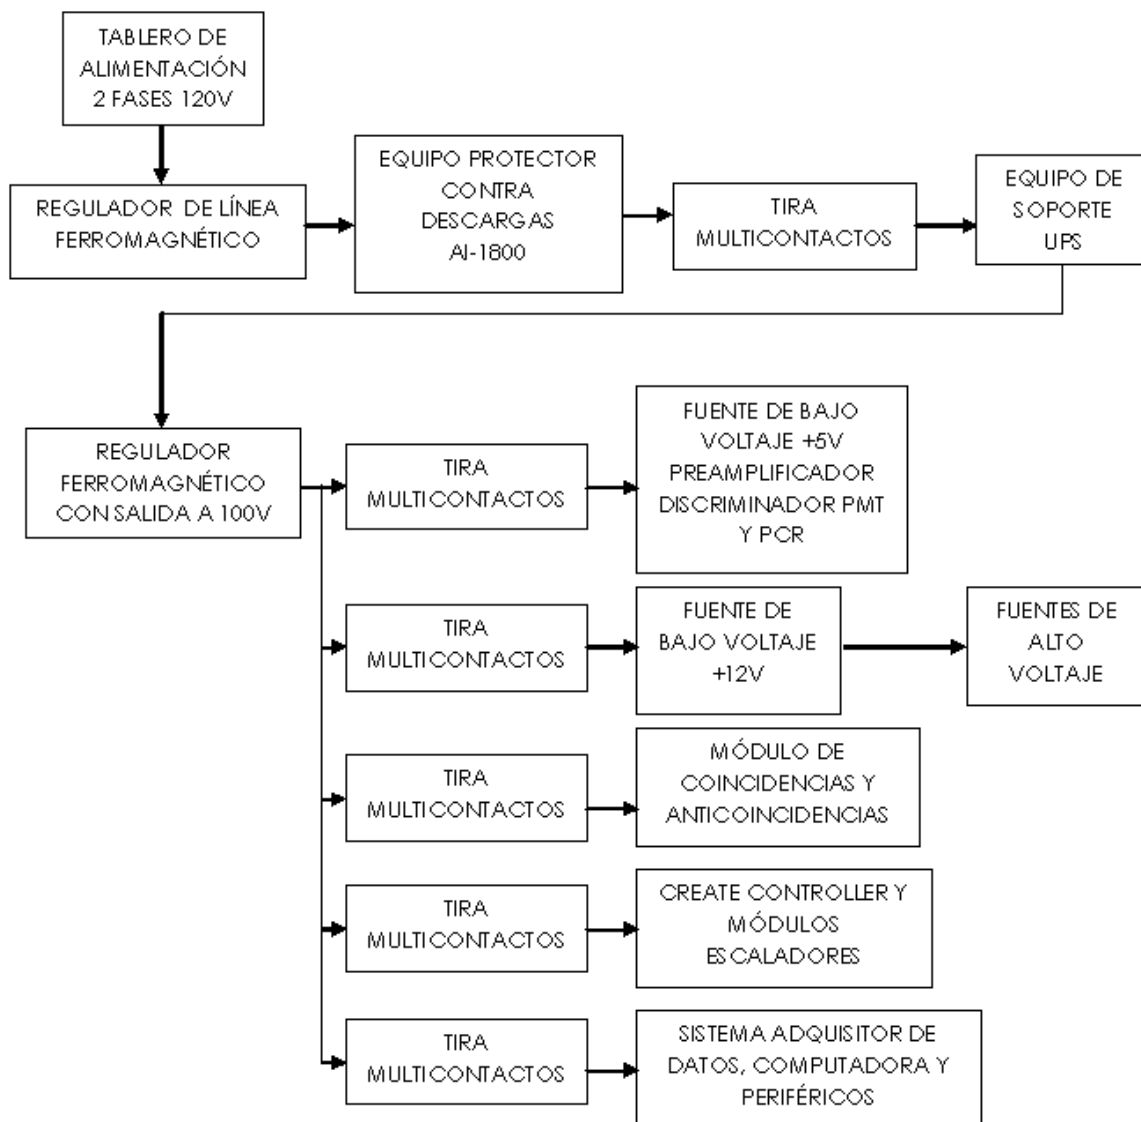 TABLERO DE
ALIMENTACIÓN
2 FASES 120V
REGULADOR DE LÍNEA
FERROMAGNÉTICO
EQUIPO PROTECTOR
CONTRA
DESCARGAS
AI-1800
TIRA
MULTICONTACTOS
EQUIPO DE
SOPORTE
UPS
REGULADOR
FERROMAGNÉTICO
CON SALIDA A 100V
TIRA
MULTICONTACTOS
FUENTE DE BAJO
VOLTAJE +5V
PREAMPLIFICADOR
DISCRIMINADOR PMT
Y PCR
TIRA
MULTICONTACTOS
FUENTE DE
BAJO VOLTAJE
+12V
FUENTES DE
ALTO
VOLTAJE
TIRA
MULTICONTACTOS
MÓDULO DE
COINCIDENCIAS Y
ANTICOINCIDENCIAS
TIRA
MULTICONTACTOS
CREATE CONTROLLER Y
MÓDULOS
ESCALADORES
TIRA
MULTICONTACTOS
SISTEMA ADQUISITOR DE
DATOS, COMPUTADORA Y
PERIFÉRICOS